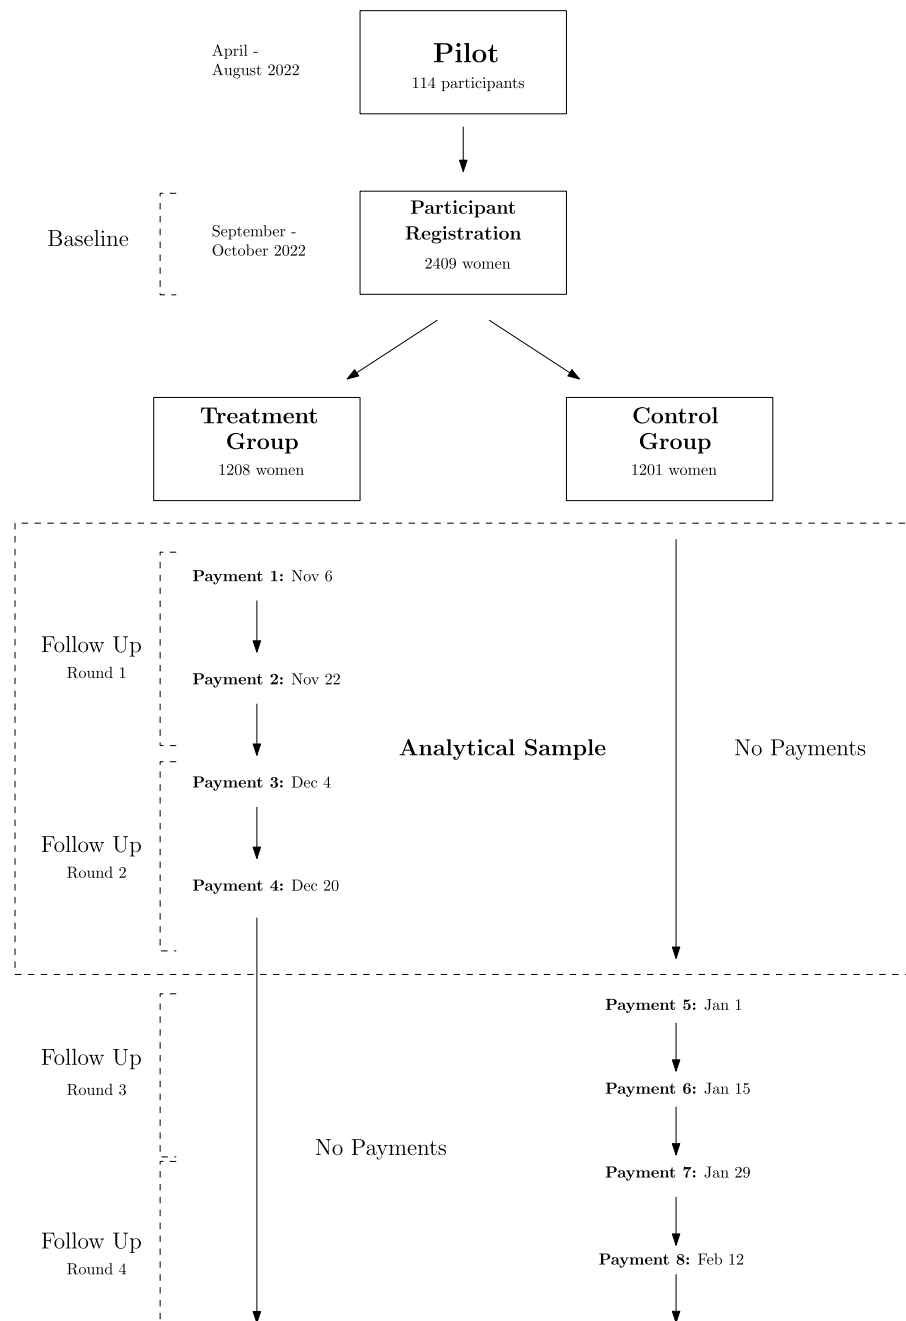 April -
August 2022
Pilot
114 participants
Baseline
September -
October 2022
Participant
Registration
2409 women
Treatment
Group
1208 women
Control
Group
1201 women
Payment 1: Nov 6
Follow Up
Round 1
Payment 2: Nov 22
Analytical Sample
No Payments
Payment 3: Dec 4
Follow Up
Round 2
Payment 4: Dec 20
Payment 5: Jan 1
Follow Up
Round 3
Payment 6: Jan 15
No Payments
Payment 7: Jan 29
Follow Up
Round 4
Payment 8: Feb 12